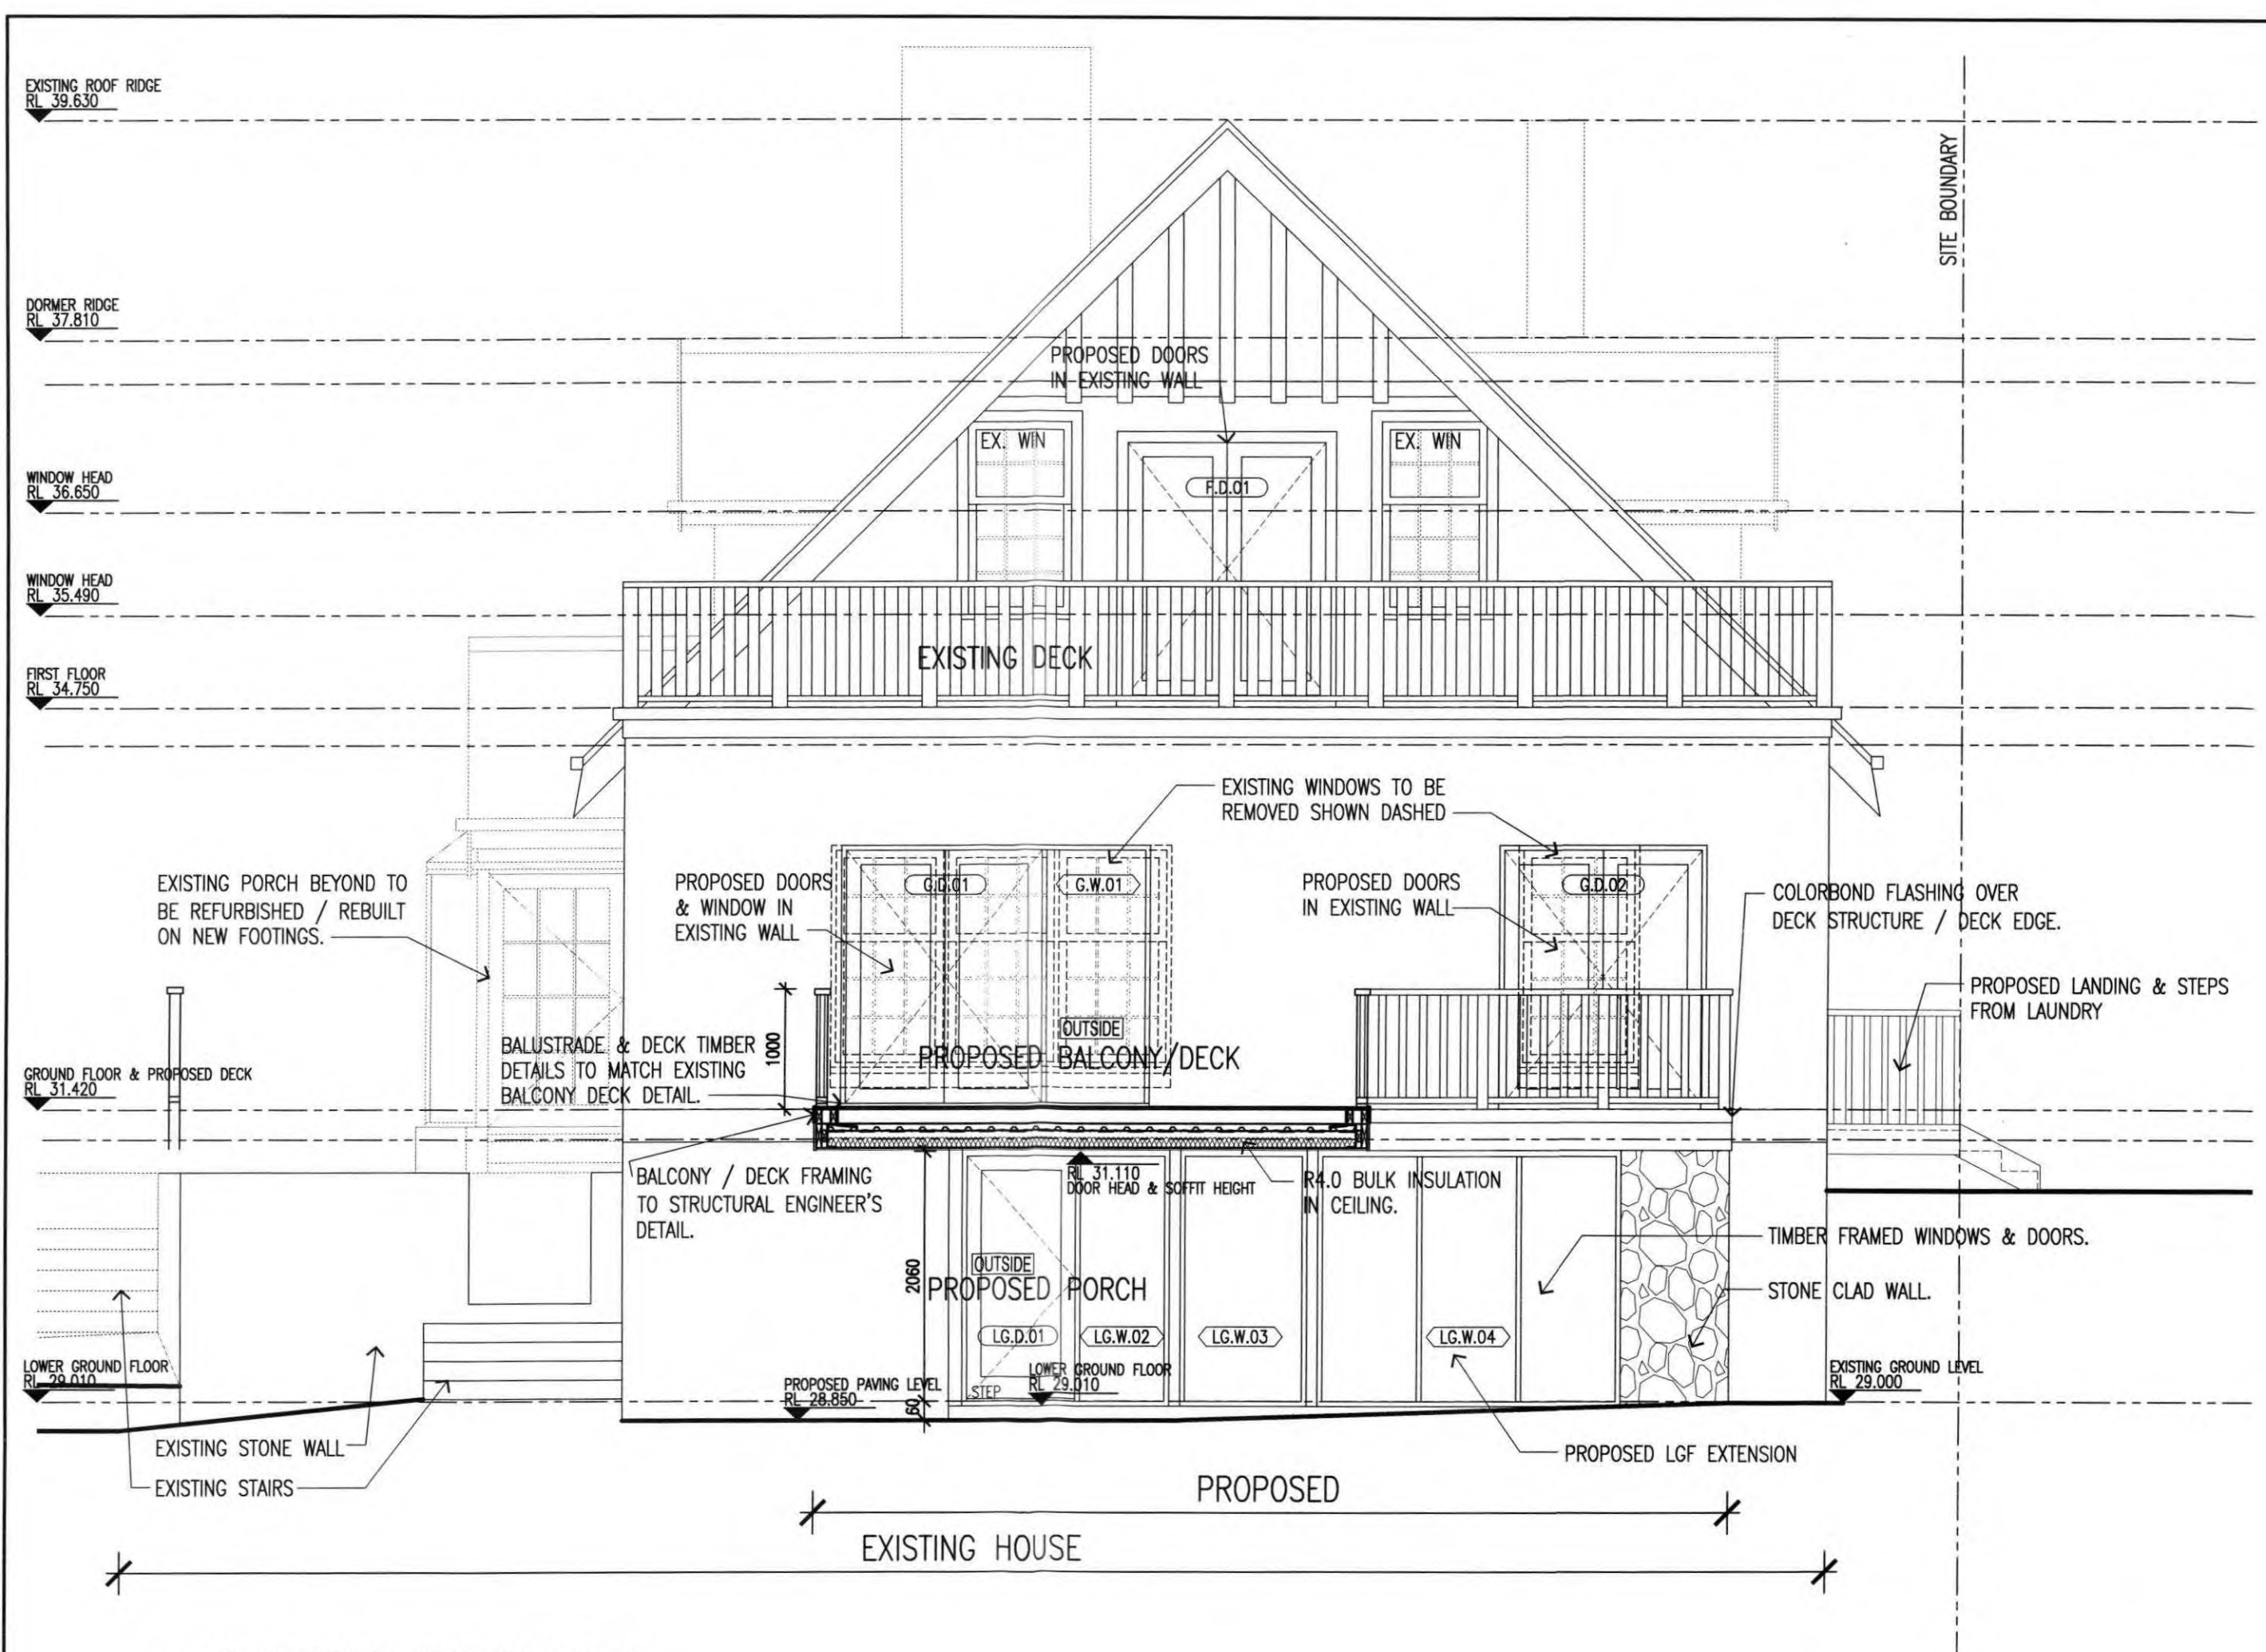 EXISTING ROOF RIDGE
RL 39.630
SITE BOUNDARY
DORMER RIDGE
RL 37.810
PROPOSED DOORS
IN EXISTING WALL
EX. WIN
EX. WIN
WINDOW HEAD
RL 36.650
F.D.01
WINDOW HEAD
RL 35.490
EXISTING DECK
FIRST FLOOR
RL 34.750
EXISTING WINDOWS TO BE
REMOVED SHOWN DASHED
EXISTING PORCH BEYOND TO
BE REFURBISHED / REBUILT
ON NEW FOOTINGS.
PROPOSED DOORS
& WINDOW IN
EXISTING WALL
G.D.01
G.W.01
PROPOSED DOORS
IN EXISTING WALL
G.D.02
COLORBOND FLASHING OVER
DECK STRUCTURE / DECK EDGE.
PROPOSED LANDING & STEPS
FROM LAUNDRY
1000
OUTSIDE
PROPOSED BALCONY/DECK
BALUSTRADE & DECK TIMBER
DETAILS TO MATCH EXISTING
BALCONY DECK DETAIL.
GROUND FLOOR & PROPOSED DECK
RL 31.420
BALCONY / DECK FRAMING
TO STRUCTURAL ENGINEER'S
DETAIL.
RL 31.110
DOOR HEAD & SOFFIT HEIGHT
R4.0 BULK INSULATION
IN CEILING.
TIMBER FRAMED WINDOWS & DOORS.
2060
OUTSIDE
PROPOSED PORCH
STONE CLAD WALL.
LG.D.01
LG.W.02
LG.W.03
LG.W.04
LOWER GROUND FLOOR
RL 29.010
PROPOSED PAVING LEVEL
RL 28.850
60
STEP
LOWER GROUND FLOOR
RL 29.010
EXISTING GROUND LEVEL
RL 29.000
EXISTING STONE WALL
EXISTING STAIRS
PROPOSED LGF EXTENSION
PROPOSED
EXISTING HOUSE